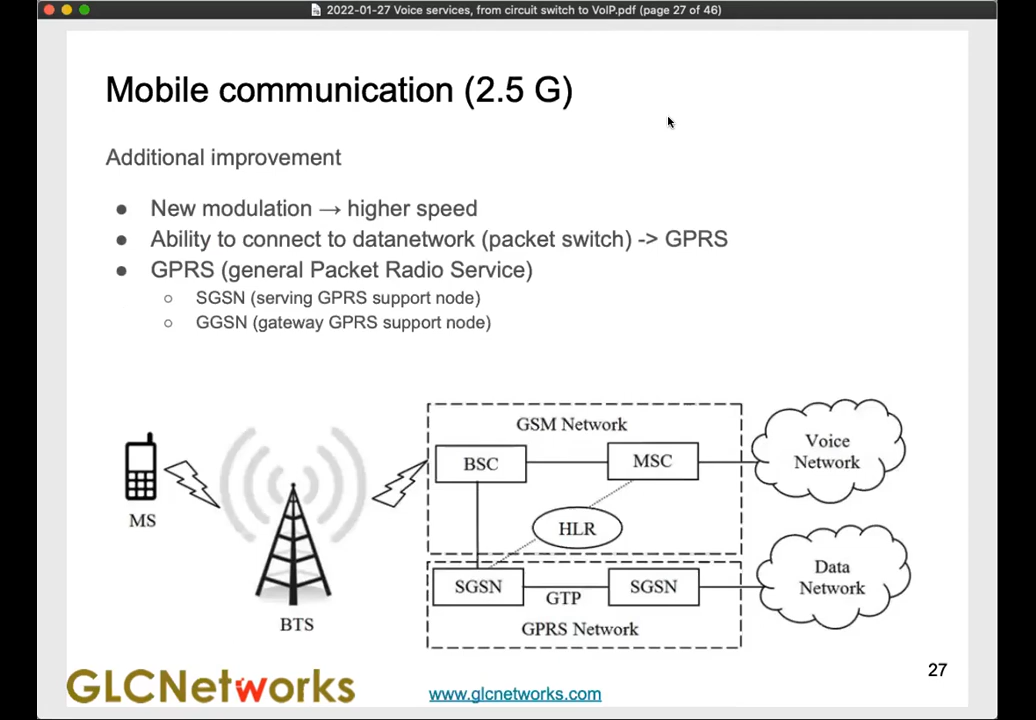 2022-01-27 Voice services, from circuit switch to VoIP.pdf (page 27 of 46)
Mobile communication (2.5 G)
Additional improvement
● New modulation → higher speed
● Ability to connect to datanetwork (packet switch) -> GPRS
● GPRS (general Packet Radio Service)
○ SGSN (serving GPRS support node)
○ GGSN (gateway GPRS support node)
GSM Network
BSC
MSC
Voice
Network
MS
HLR
BTS
SGSN
GTP
SGSN
Data
Network
GPRS Network
27
GLCNetworks
www.glcnetworks.com